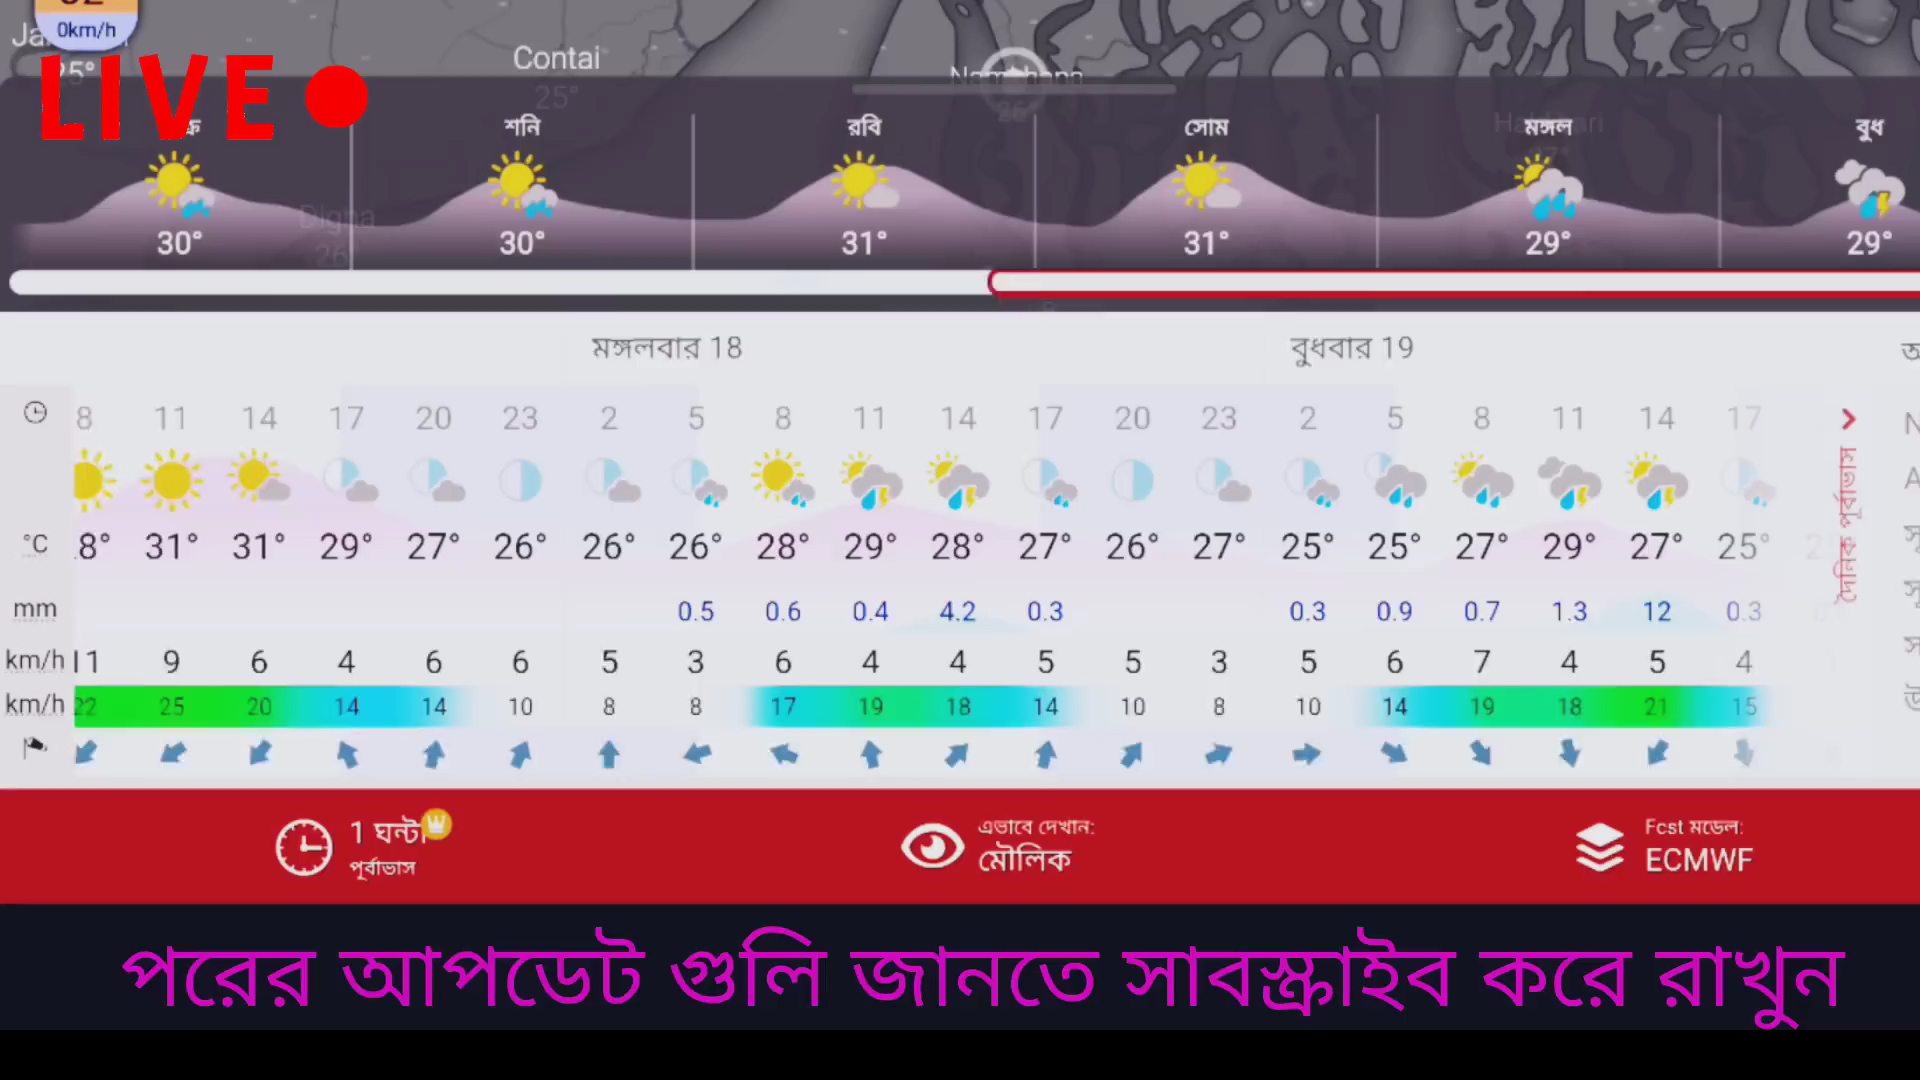 0km/h
25°
LIVE
Contai
25°
Namkhana
26°
Digha
26
শনি রবি সোম মঙ্গল বুধ
30° 30° 31° 31° 29° 29°
মঙ্গলবার 18 বুধবার 19
8 11 14 17 20 23 2 5 8 11 14 17 20 23 2 5 8 11 14 17
°C 8° 31° 31° 29° 27° 26° 26° 26° 28° 29° 28° 27° 26° 27° 25° 25° 27° 29° 27° 25°
mm 0.5 0.6 0.4 4.2 0.3 0.3 0.9 0.7 1.3 12 0.3
km/h 11 9 6 4 6 6 5 3 6 4 4 5 5 3 5 6 7 4 5 4
km/h 22 25 20 14 14 10 8 8 17 19 18 14 10 8 10 14 19 18 21 15
দৈনিক পূর্বাভাস
1 ঘন্টা
পূর্বাভাস
এভাবে দেখান:
মৌলিক
Fcst মডেল:
ECMWF
পরের আপডেট গুলি জানতে সাবস্ক্রাইব করে রাখুন